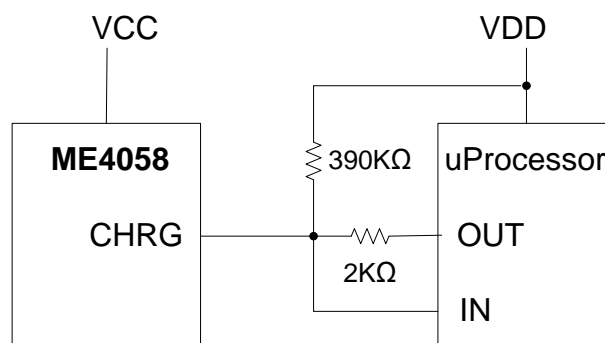 VCC
VDD
ME4058
390KΩ
uProcessor
CHRG
OUT
2KΩ
IN